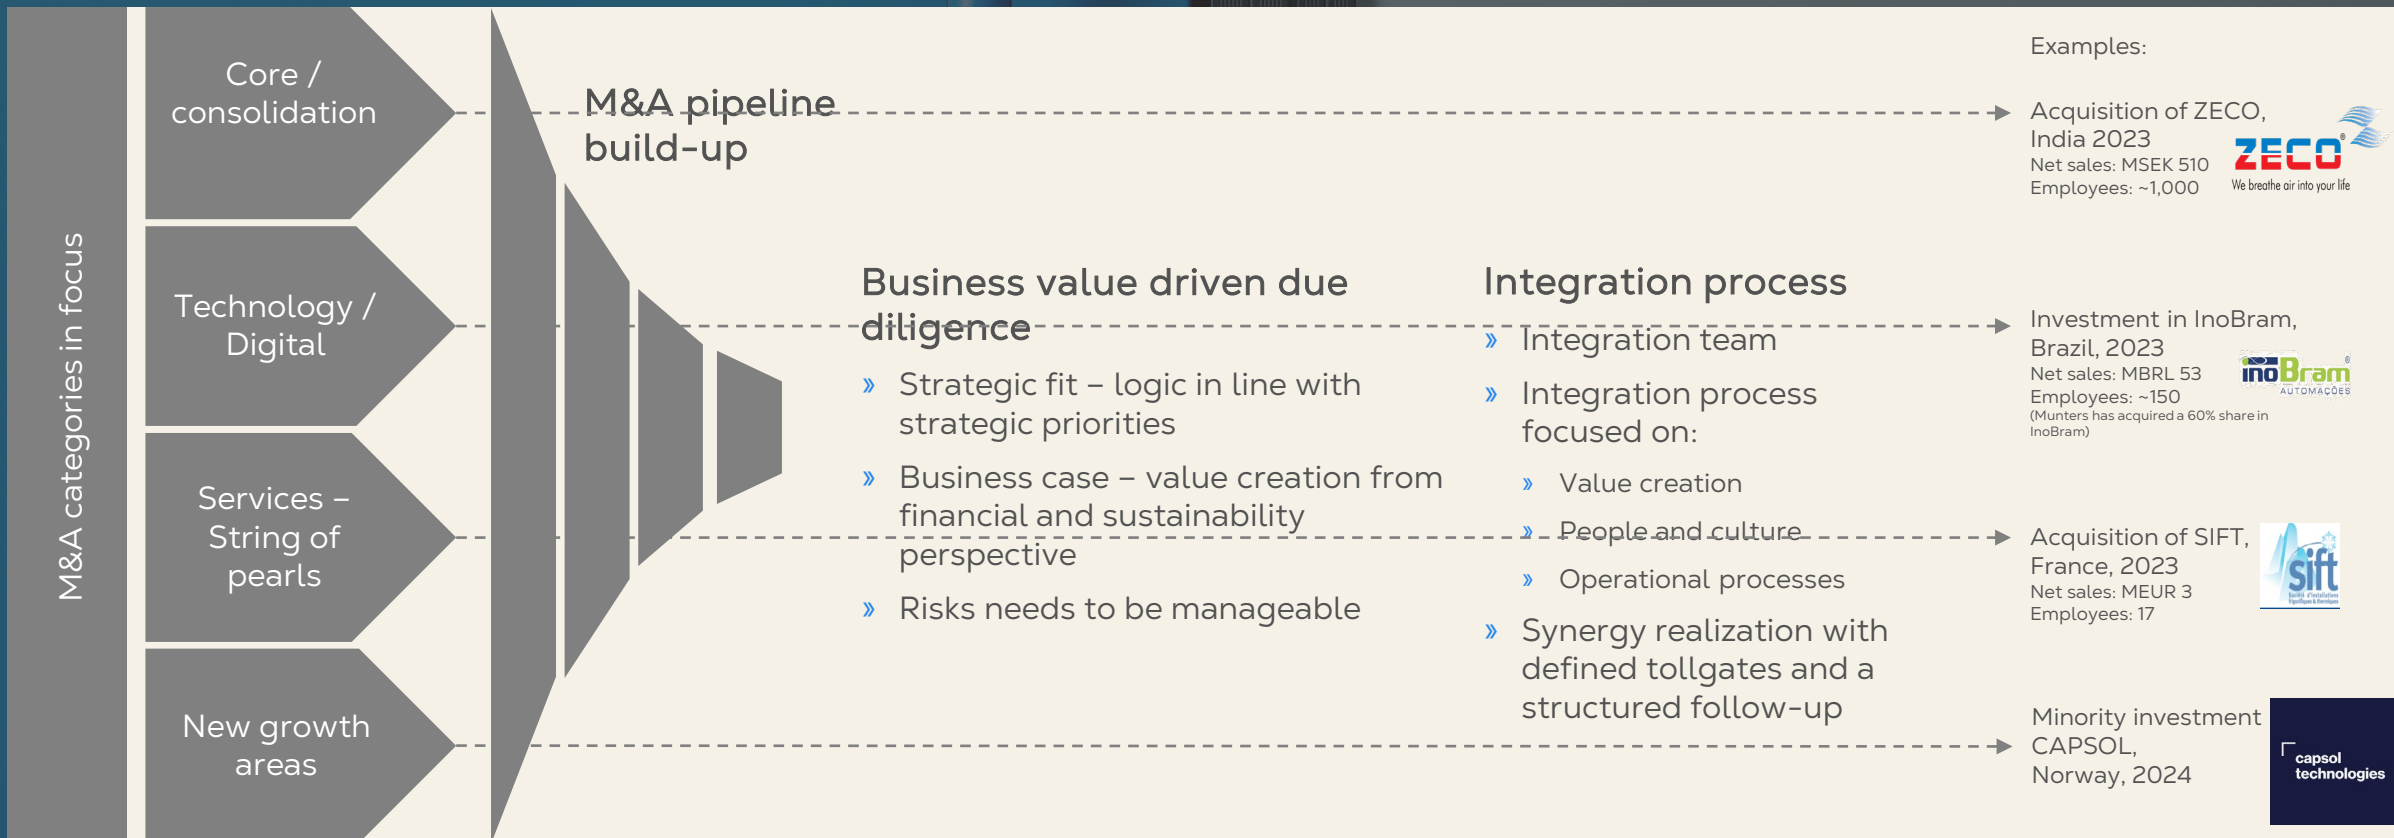 M&A categories in focus
Core /
consolidation
Technology /
Digital
Services –
String of
pearls
New growth
areas
M&A pipeline
build-up
Business value driven due
diligence
» Strategic fit – logic in line with
strategic priorities
» Business case – value creation from
financial and sustainability
perspective
» Risks needs to be manageable
Integration process
» Integration team
» Integration process
focused on:
» Value creation
» People and culture
» Operational processes
» Synergy realization with
defined tollgates and a
structured follow-up
Examples:
Acquisition of ZECO,
India 2023
Net sales: MSEK 510
Employees: ~1,000
ZECO®
We breathe air into your life
Investment in InoBram,
Brazil, 2023
Net sales: MBRL 53
Employees: ~150
(Munters has acquired a 60% share in
InoBram)
inoBram®
AUTOMAÇÕES
Acquisition of SIFT,
France, 2023
Net sales: MEUR 3
Employees: 17
sift
Société d'installations
frigorifiques & thermiques
Minority investment
CAPSOL,
Norway, 2024
capsol
technologies